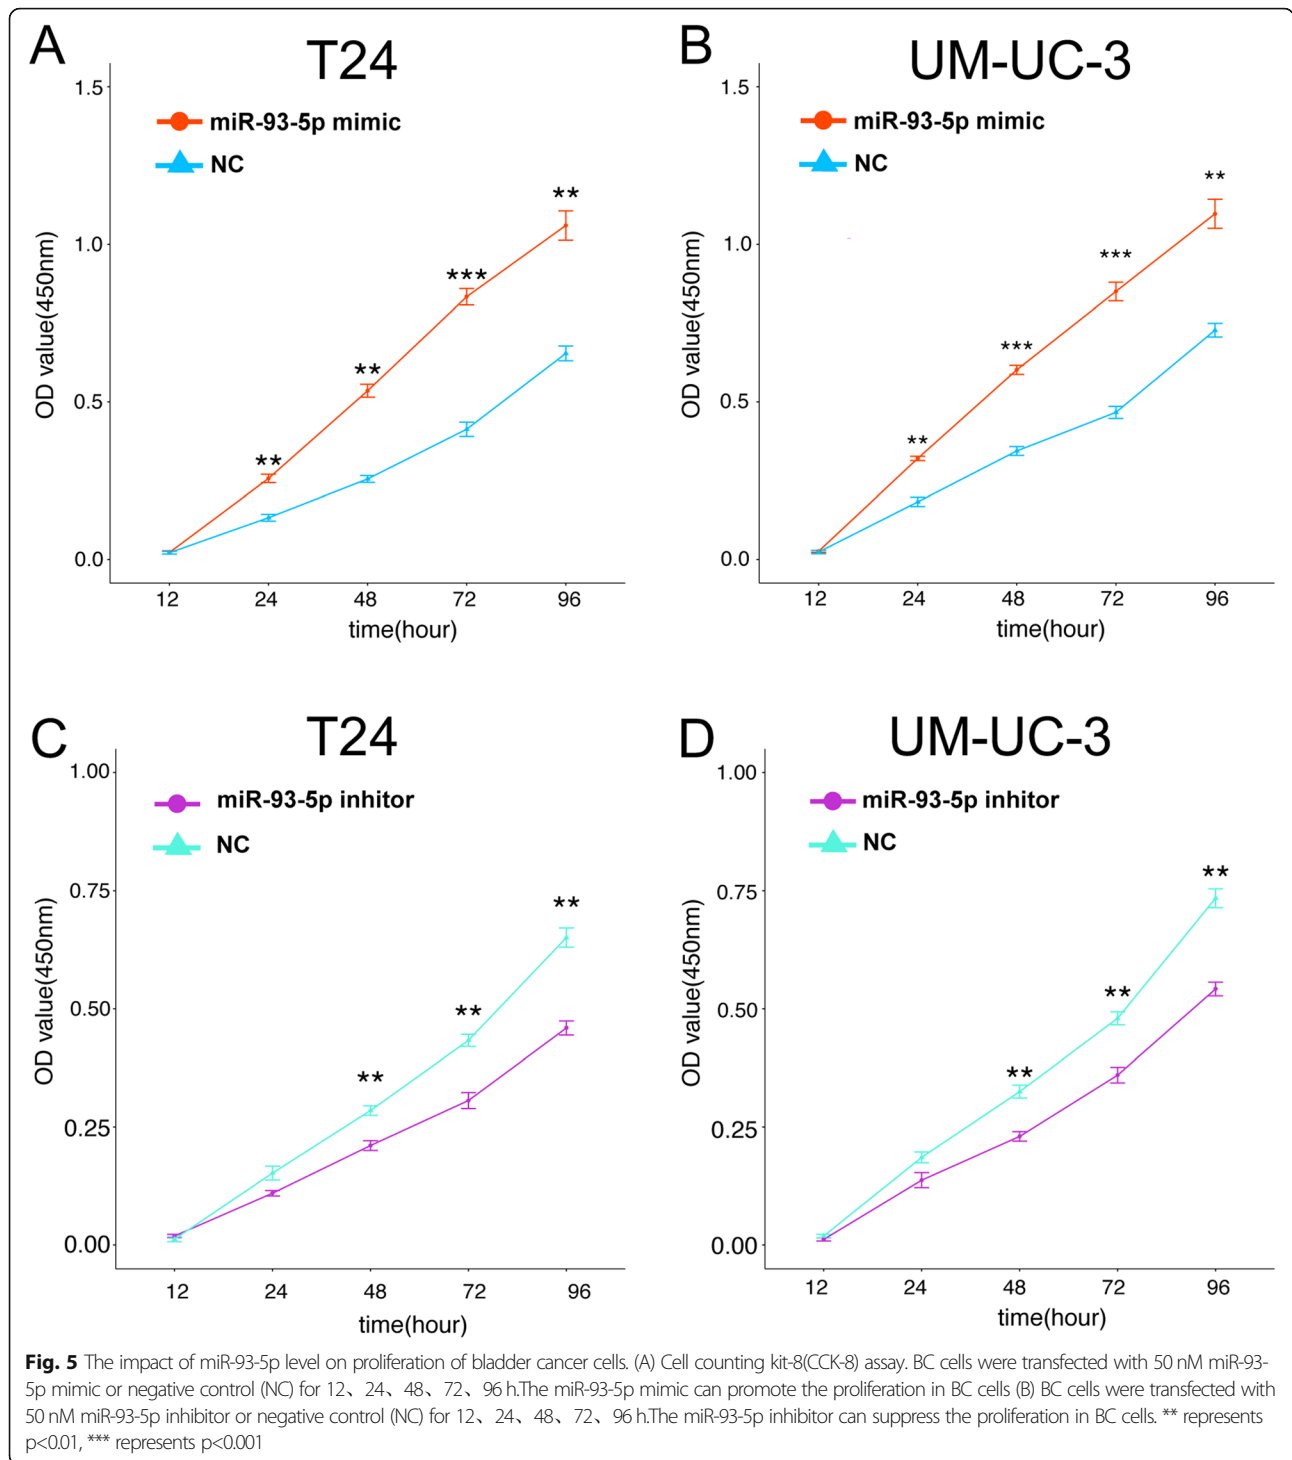 A
T24
1.5
miR-93-5p mimic
NC
**
***
**
**
1.0
0.5
0.0
OD value(450nm)
12 24 48 72 96
time(hour)
B
UM-UC-3
1.5
miR-93-5p mimic
NC
**
***
***
**
1.0
0.5
0.0
OD value(450nm)
12 24 48 72 96
time(hour)
C
T24
1.00
miR-93-5p inhitor
NC
**
**
**
0.75
0.50
0.25
0.00
OD value(450nm)
12 24 48 72 96
time(hour)
D
UM-UC-3
1.00
miR-93-5p inhitor
NC
**
**
**
0.75
0.50
0.25
0.00
OD value(450nm)
12 24 48 72 96
time(hour)
Fig. 5 The impact of miR-93-5p level on proliferation of bladder cancer cells. (A) Cell counting kit-8(CCK-8) assay. BC cells were transfected with 50 nM miR-93-
5p mimic or negative control (NC) for 12、24、48、72、96 h.The miR-93-5p mimic can promote the proliferation in BC cells (B) BC cells were transfected with
50 nM miR-93-5p inhibitor or negative control (NC) for 12、24、48、72、96 h.The miR-93-5p inhibitor can suppress the proliferation in BC cells. ** represents
p<0.01, *** represents p<0.001